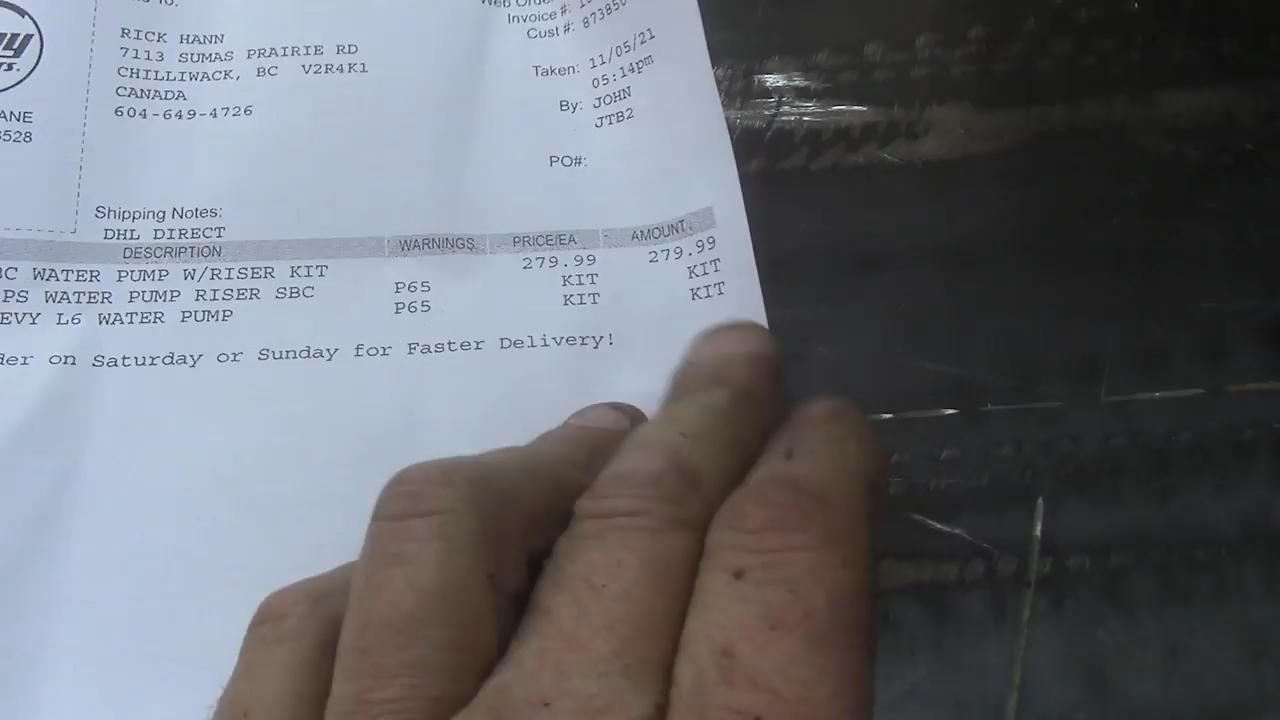 RICK HANN
7113 SUMAS PRAIRIE RD
CHILLIWACK, BC V2R4K1
CANADA
604-649-4726
Invoice #:
Cust #: 873850
Taken: 11/05/21
05:14pm
By: JOHN
JTB2
PO#:
Shipping Notes:
DHL DIRECT
DESCRIPTION WARNINGS PRICE/EA AMOUNT
WATER PUMP W/RISER KIT 279.99 279.99
PS WATER PUMP RISER SBC P65 KIT KIT
L6 WATER PUMP P65 KIT KIT
on Saturday or Sunday for Faster Delivery!